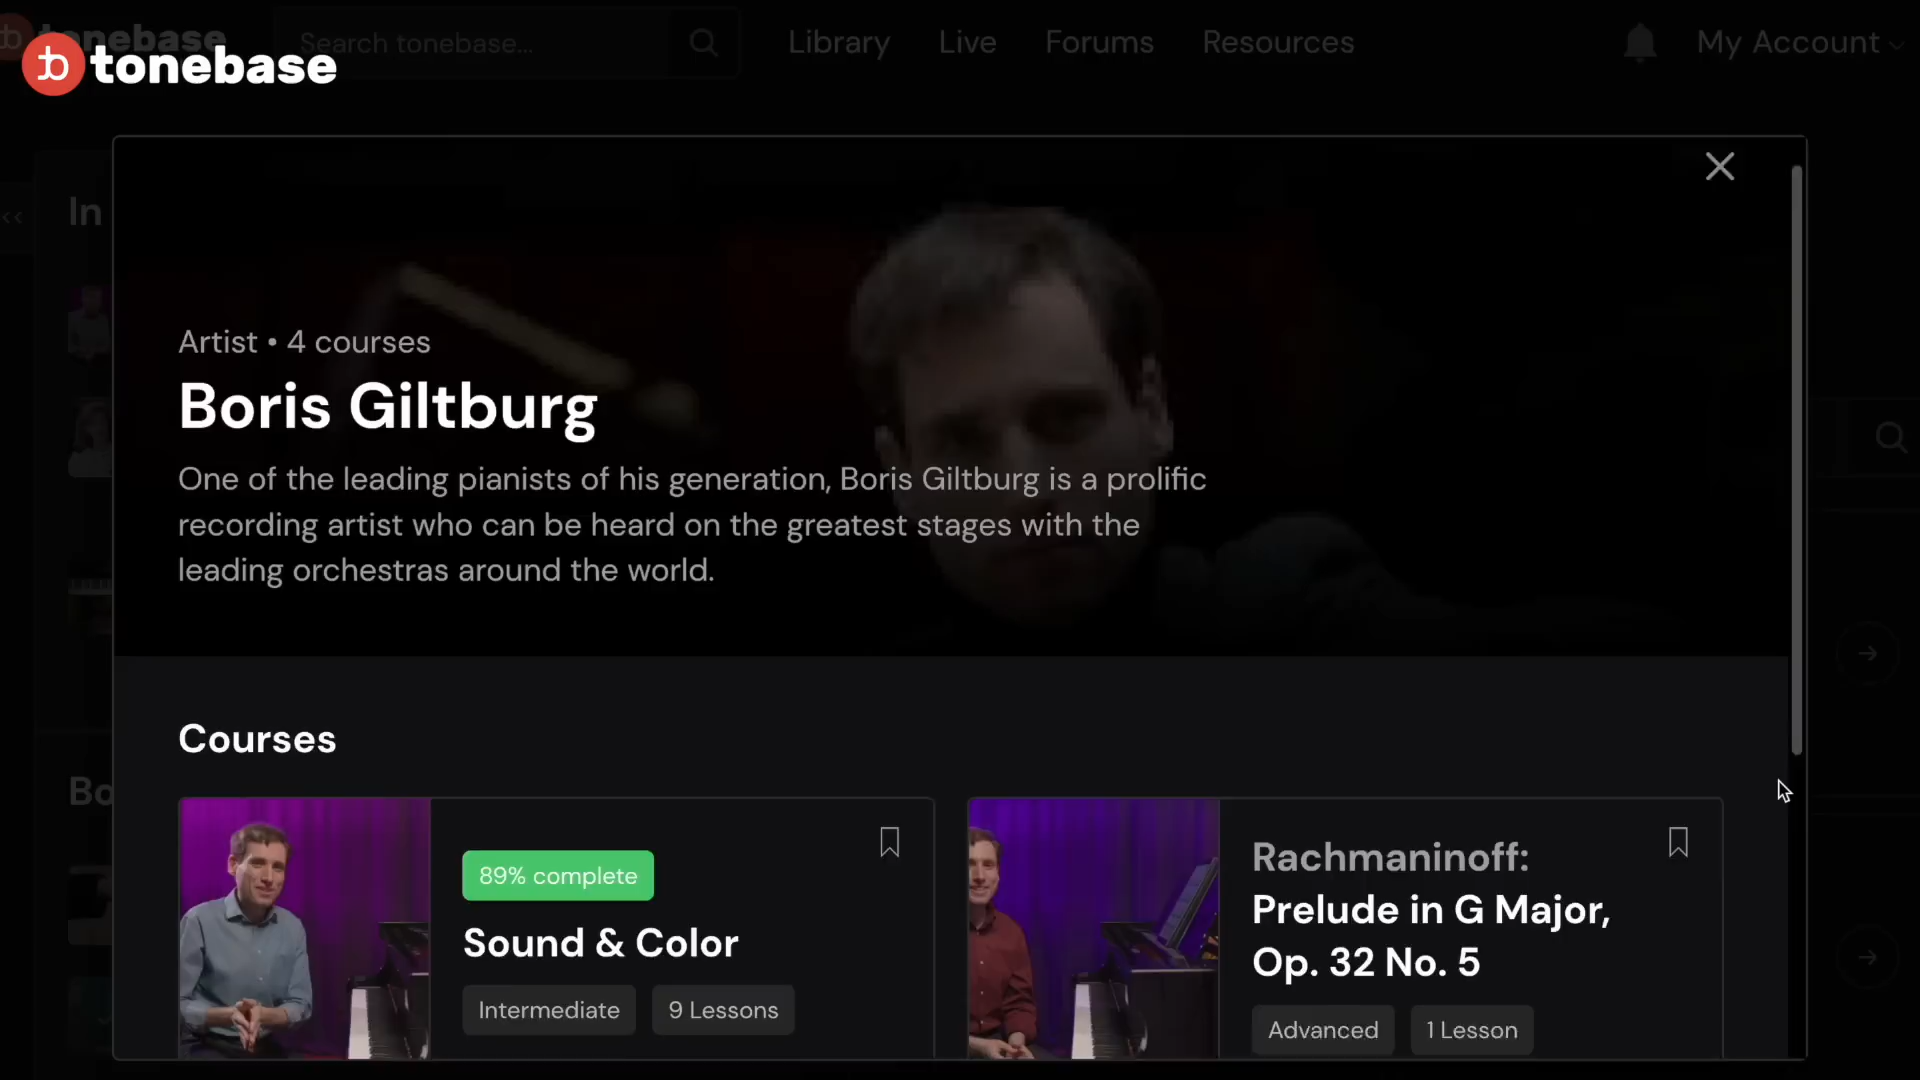 tonebase
tonebase
Search tonebase...
Library
Live
Forums
Resources
My Account
<<
In
Artist • 4 courses
Boris Giltburg
One of the leading pianists of his generation, Boris Giltburg is a prolific
recording artist who can be heard on the greatest stages with the
leading orchestras around the world.
Courses
Bo
89% complete
Sound & Color
Intermediate
9 Lessons
Rachmaninoff:
Prelude in G Major,
Op. 32 No. 5
Advanced
1 Lesson